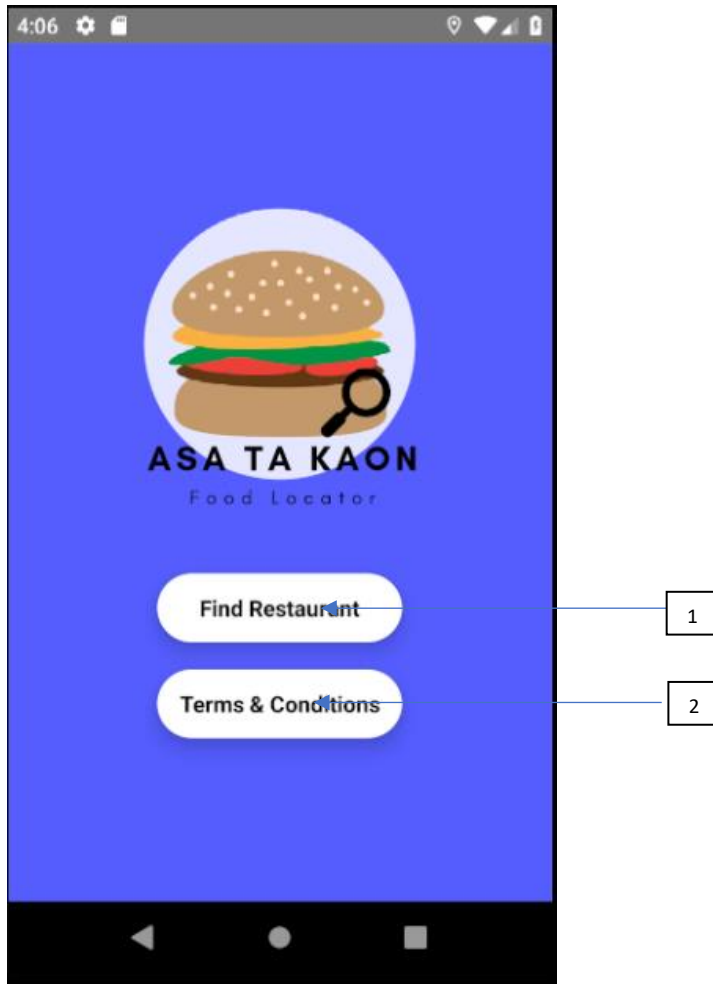 4:06
ASA TA KAON
Food Locator
Find Restaurant
1
Terms & Conditions
2